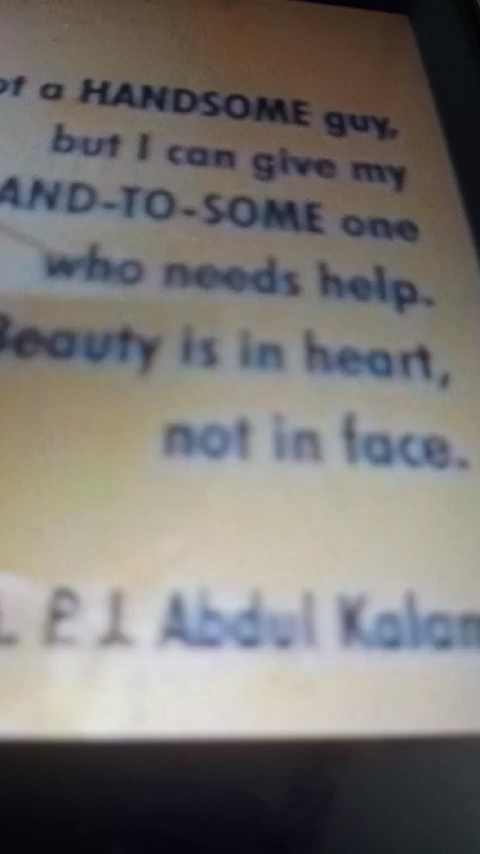 of a HANDSOME guy,
but I can give my
AND-TO-SOME one
who needs help.
Beauty is in heart,
not in face.
. P. J. Abdul Kalam